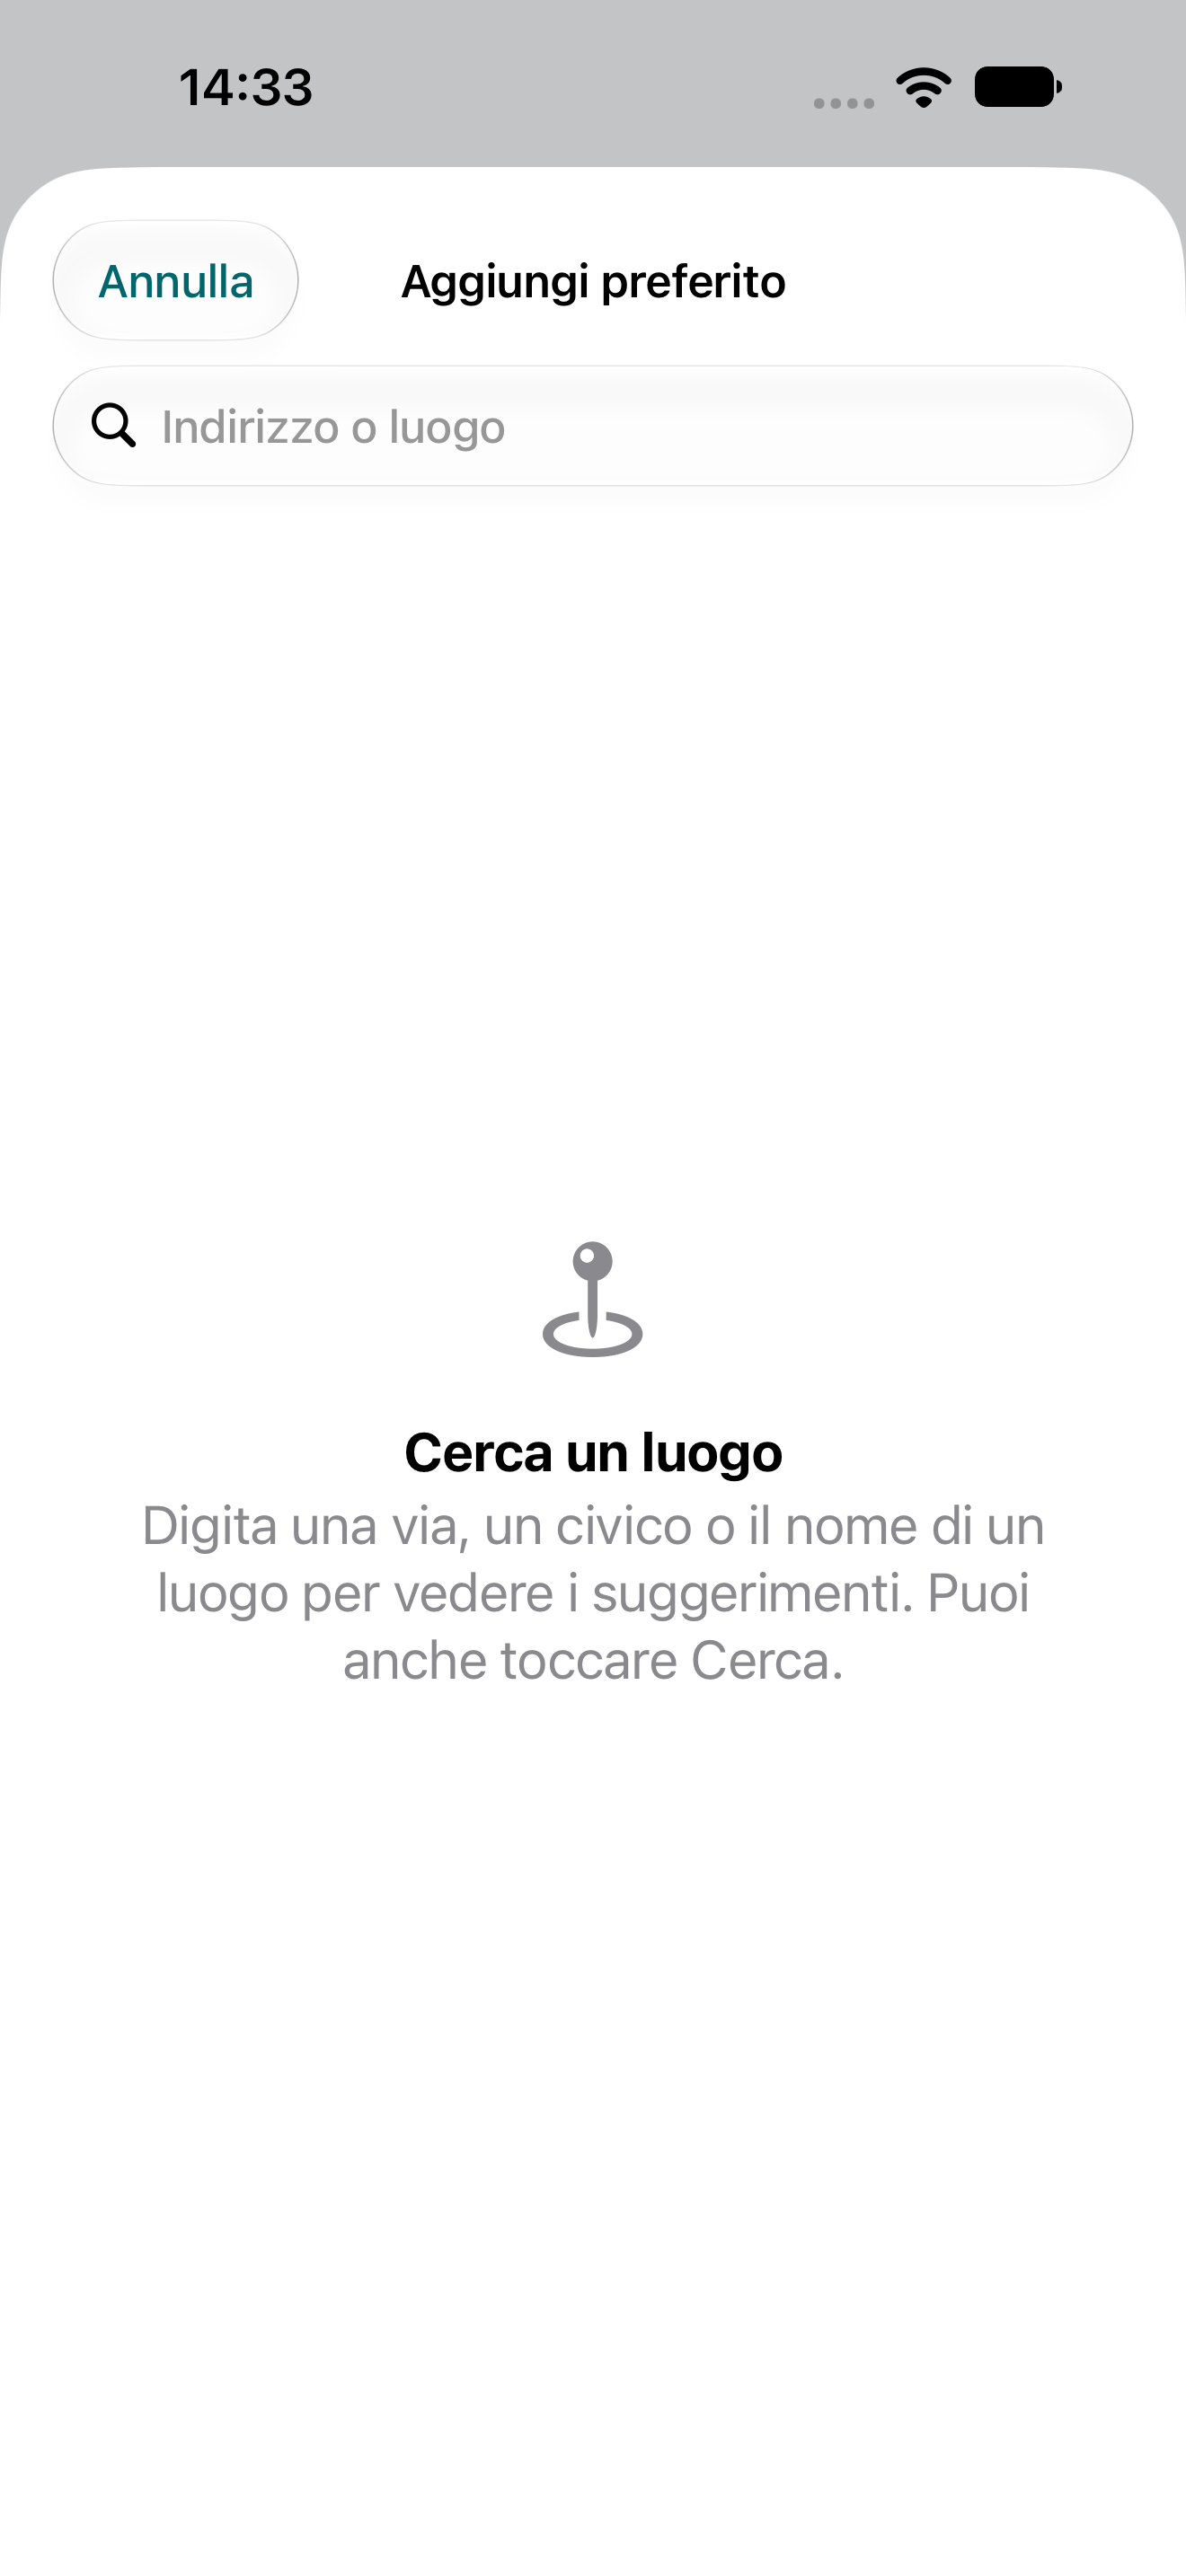 14:33
Annulla
Aggiungi preferito
Indirizzo o luogo
Cerca un luogo
Digita una via, un civico o il nome di un
luogo per vedere i suggerimenti. Puoi
anche toccare Cerca.